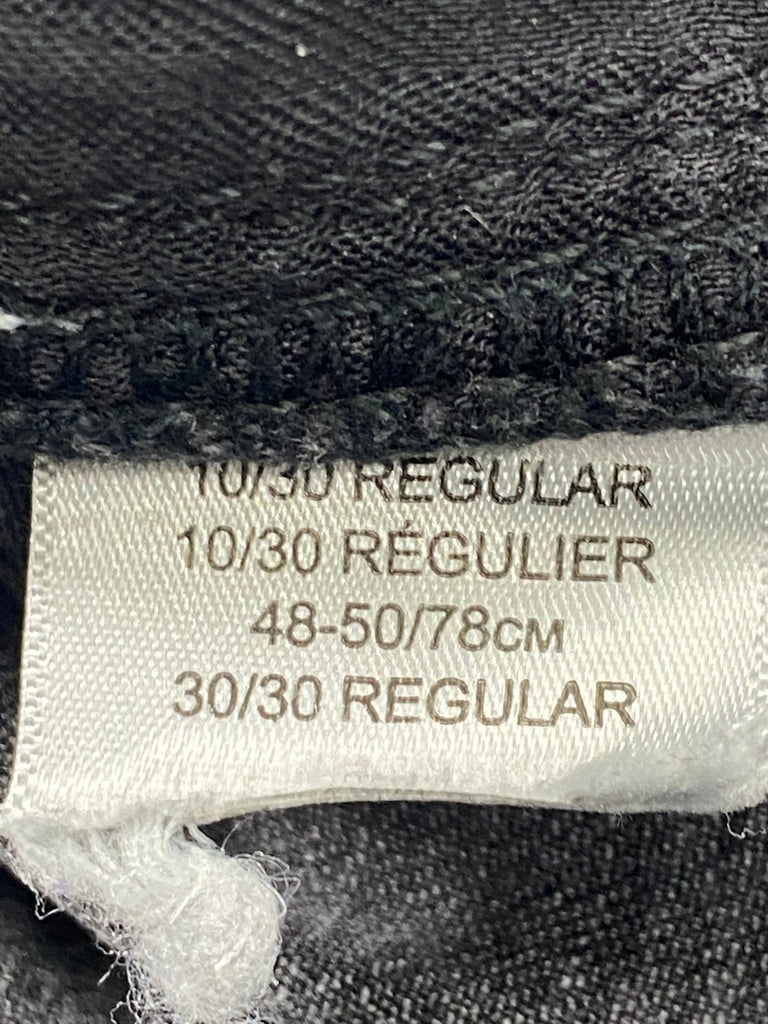 10/30 REGULAR
10/30 RÉGULIER
48-50/78CM
30/30 REGULAR